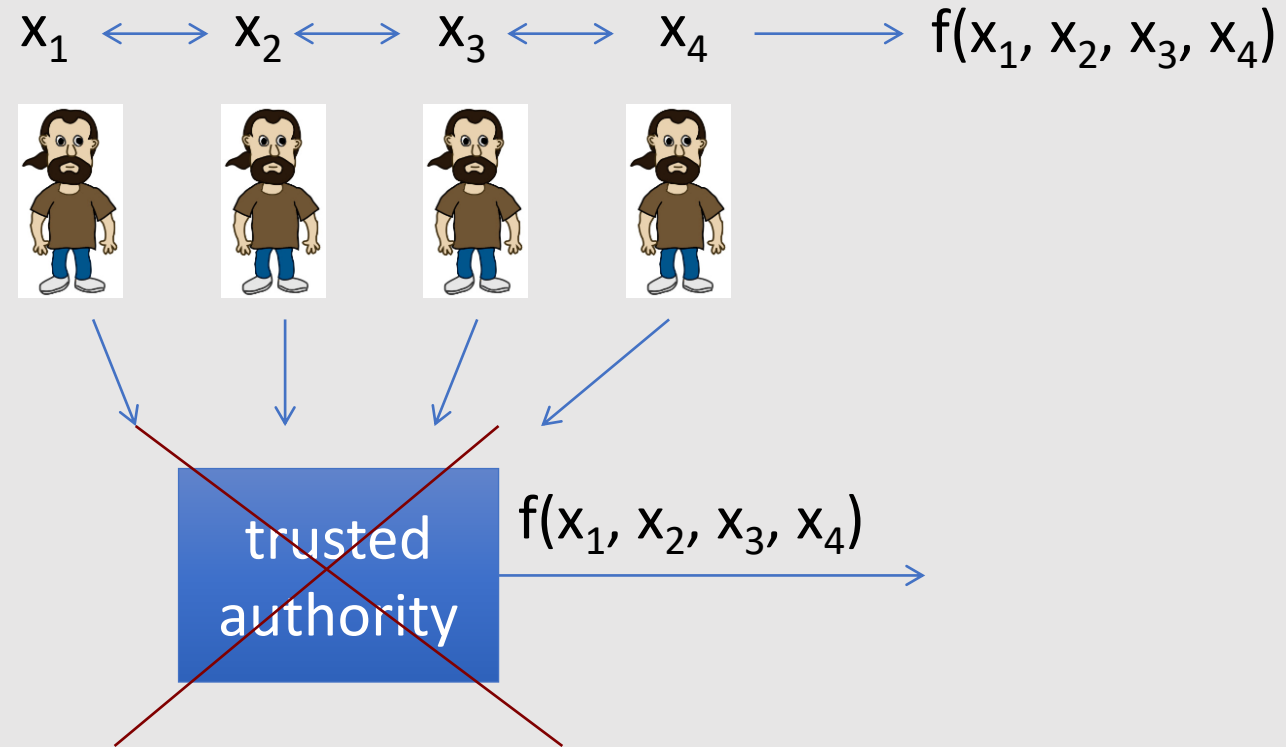 x₁ x₂ x₃ x₄ f(x₁, x₂, x₃, x₄)
f(x₁, x₂, x₃, x₄)
trusted
authority